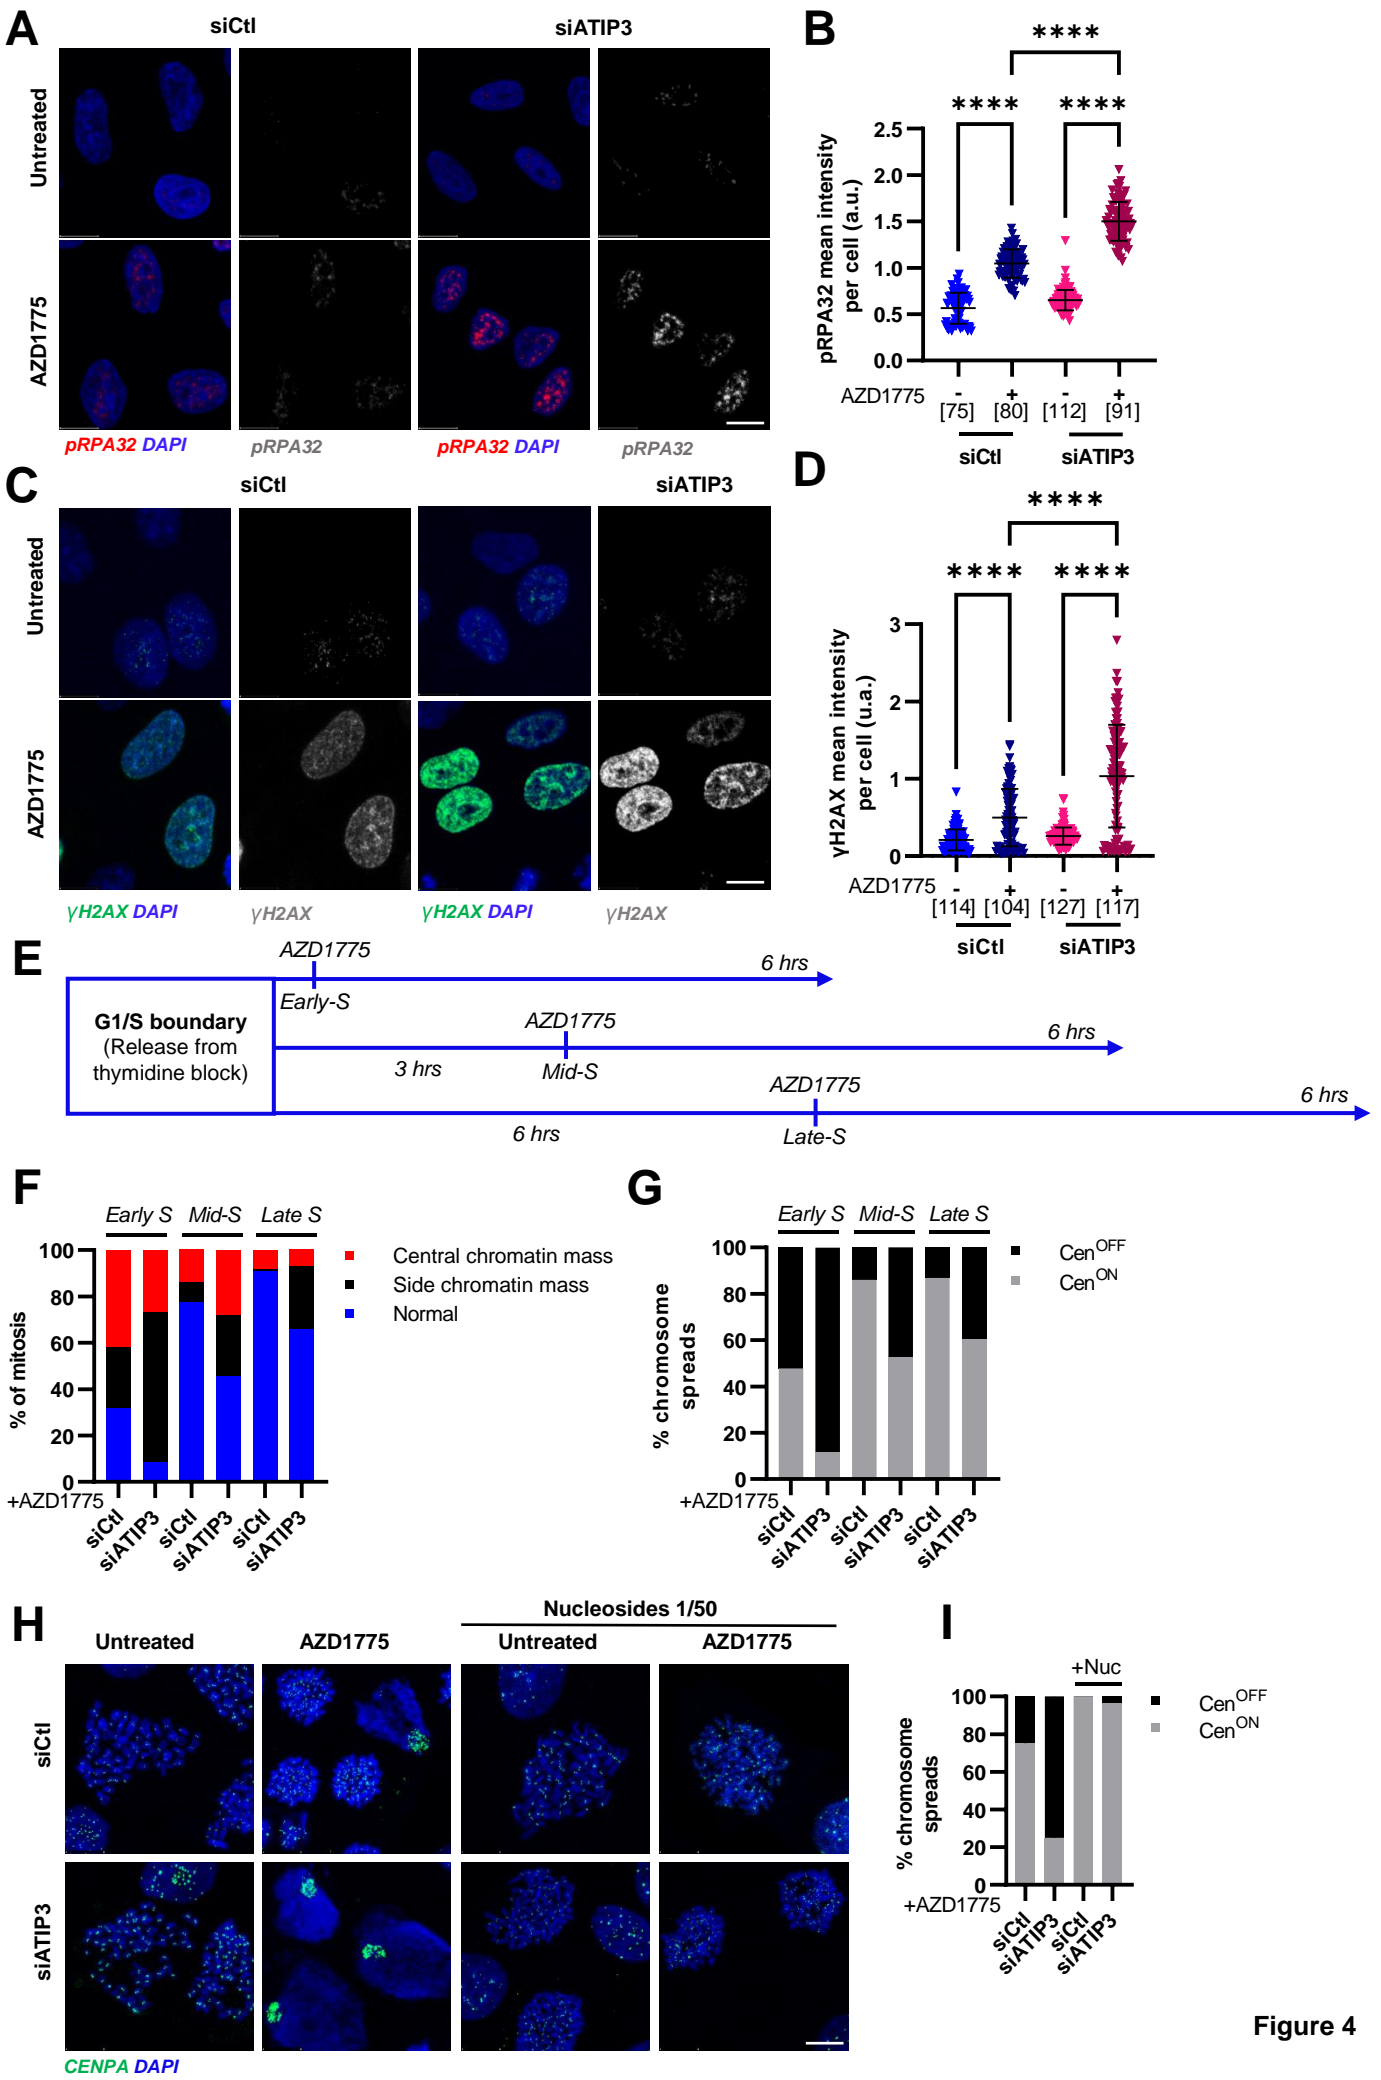 A
siCtl
siATIP3
Untreated
AZD1775
pRPA32 DAPI
pRPA32
pRPA32 DAPI
pRPA32
B
****
**** ****
pRPA32 mean intensity
per cell (a.u.)
2.5
2.0
1.5
1.0
0.5
0.0
AZD1775
- + - +
[75] [80] [112] [91]
siCtl
siATIP3
C
siCtl
siATIP3
Untreated
AZD1775
γH2AX DAPI
γH2AX
γH2AX DAPI
γH2AX
D
****
**** ****
γH2AX mean intensity
per cell (u.a.)
3
2
1
0
AZD1775
- + - +
[114] [104] [127] [117]
siCtl
siATIP3
E
G1/S boundary
(Release from
thymidine block)
AZD1775
6 hrs
Early-S
AZD1775
6 hrs
3 hrs
Mid-S
AZD1775
6 hrs
6 hrs
Late-S
F
Early S Mid-S Late S
% of mitosis
100
80
60
40
20
0
+AZD1775
siCtl
siATIP3
siCtl
siATIP3
siCtl
siATIP3
Central chromatin mass
Side chromatin mass
Normal
G
Early S Mid-S Late S
% chromosome
spreads
100
80
60
40
20
0
+AZD1775
siCtl
siATIP3
siCtl
siATIP3
siCtl
siATIP3
CenOFF
CenON
H
Nucleosides 1/50
Untreated
AZD1775
Untreated
AZD1775
siCtl
siATIP3
CENPA DAPI
I
+Nuc
% chromosome
spreads
100
80
60
40
20
0
+AZD1775
siCtl
siATIP3
siCtl
siATIP3
CenOFF
CenON
Figure 4